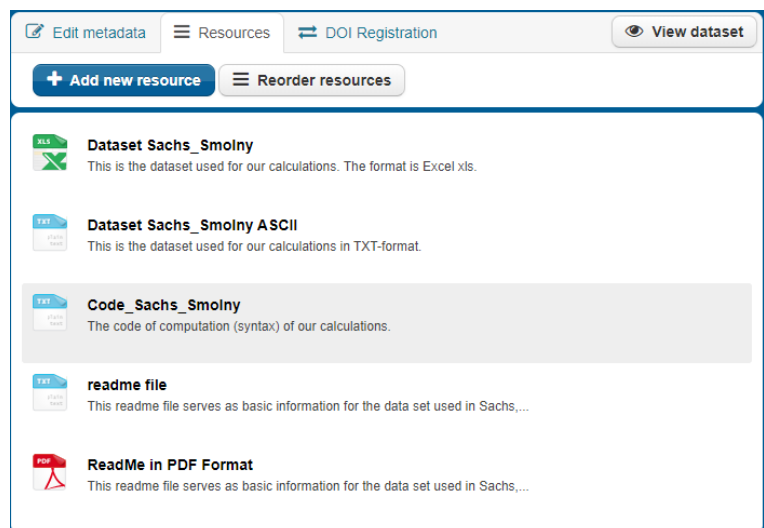 Edit metadata
Resources
DOI Registration
View dataset
Add new resource
Reorder resources
XLS
Dataset Sachs_Smolny
This is the dataset used for our calculations. The format is Excel xls.
TXT
Dataset Sachs_Smolny ASCII
This is the dataset used for our calculations in TXT-format.
TXT
Code_Sachs_Smolny
The code of computation (syntax) of our calculations.
TXT
readme file
This readme file serves as basic information for the data set used in Sachs,...
PDF
ReadMe in PDF Format
This readme file serves as basic information for the data set used in Sachs,...